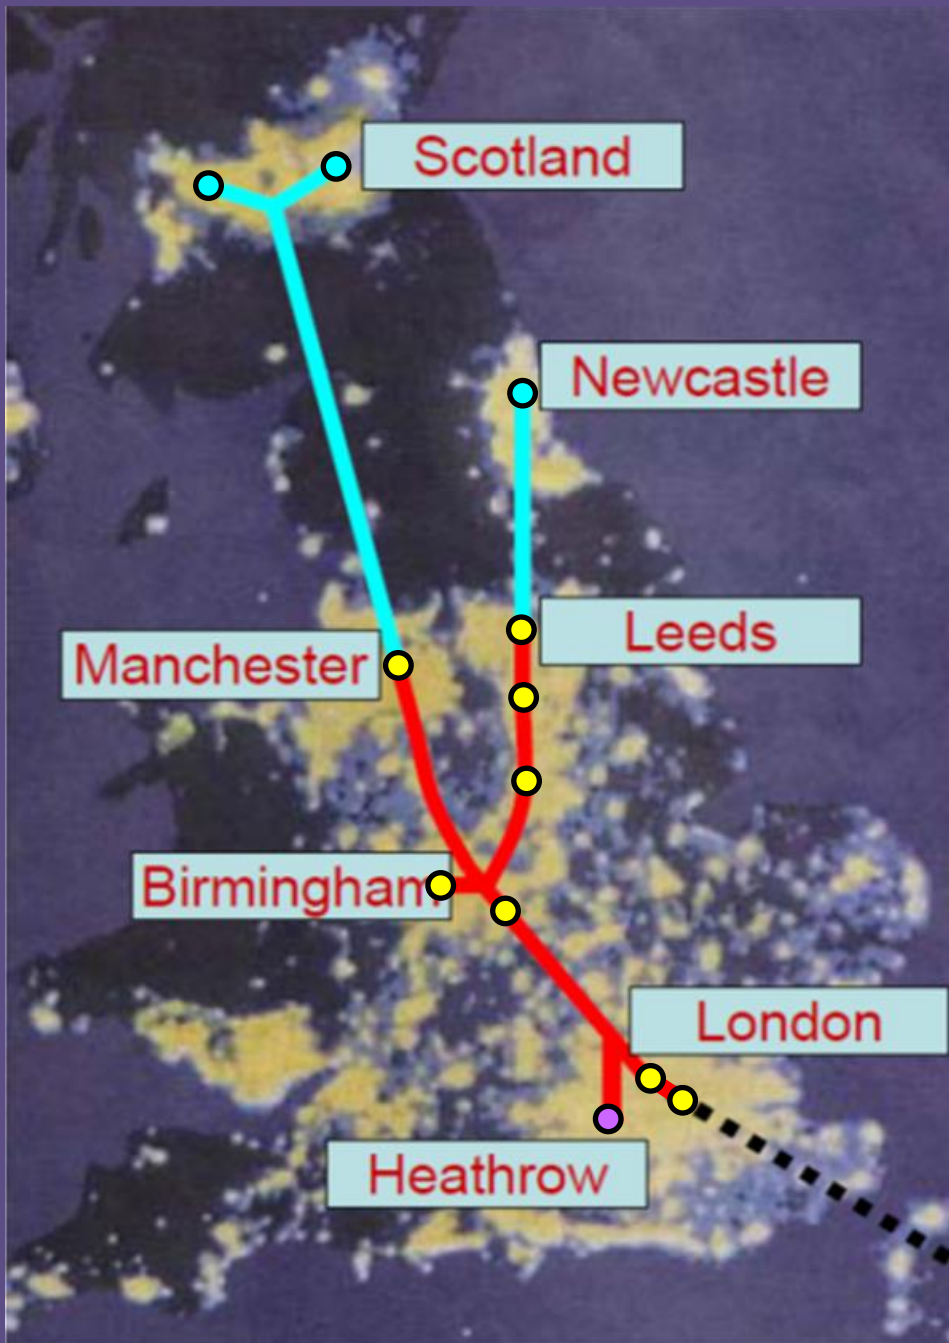 Scotland
Newcastle
Leeds
Manchester
Birmingham
London
Heathrow